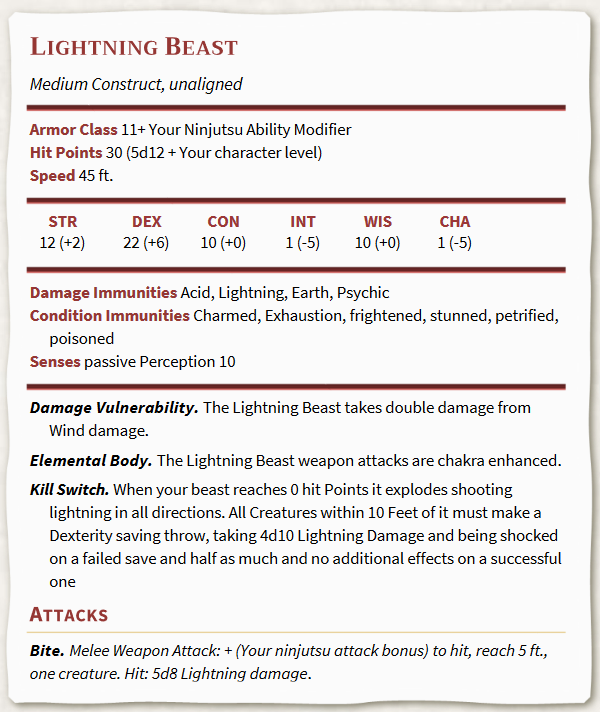 Lightning Beast
Medium Construct, unaligned
Armor Class 11+ Your Ninjutsu Ability Modifier
Hit Points 30 (5d12 + Your character level)
Speed 45 ft.
STR DEX CON INT WIS CHA
12 (+2) 22 (+6) 10 (+0) 1 (-5) 10 (+0) 1 (-5)
Damage Immunities Acid, Lightning, Earth, Psychic
Condition Immunities Charmed, Exhaustion, frightened, stunned, petrified,
poisoned
Senses passive Perception 10
Damage Vulnerability. The Lightning Beast takes double damage from
Wind damage.
Elemental Body. The Lightning Beast weapon attacks are chakra enhanced.
Kill Switch. When your beast reaches 0 hit Points it explodes shooting
lightning in all directions. All Creatures within 10 Feet of it must make a
Dexterity saving throw, taking 4d10 Lightning Damage and being shocked
on a failed save and half as much and no additional effects on a successful
one
Attacks
Bite. Melee Weapon Attack: + (Your ninjutsu attack bonus) to hit, reach 5 ft.,
one creature. Hit: 5d8 Lightning damage.